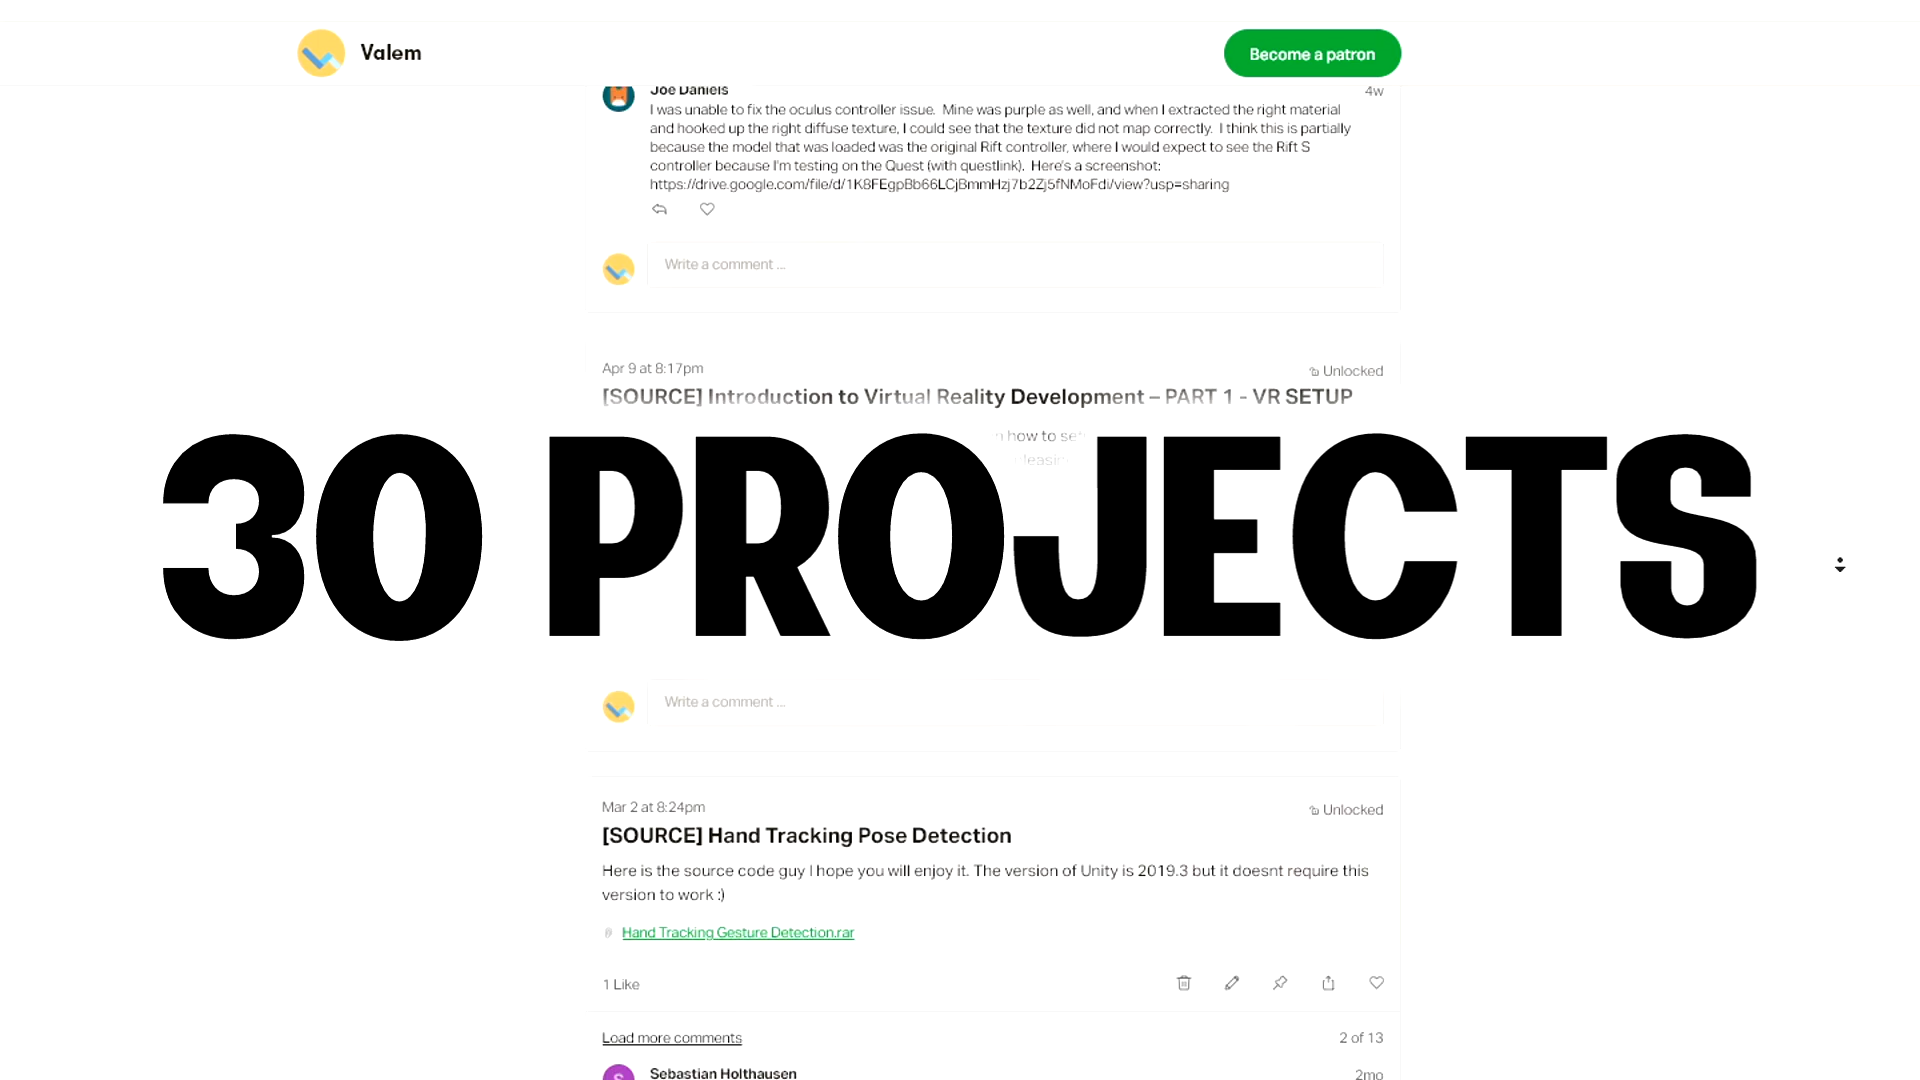 Valem
Become a patron
Joe Daniels
4w
I was unable to fix the oculus controller issue. Mine was purple as well, and when I extracted the right material
and hooked up the right diffuse texture, I could see that the texture did not map correctly. I think this is partially
because the model that was loaded was the original Rift controller, where I would expect to see the Rift S
controller because I'm testing on the Quest (with questlink). Here's a screenshot:
https://drive.google.com/file/d/1K8FEgpBb66LCjBmmHzj7b2Zj5fNMoFdi/view?usp=sharing
Write a comment ...
Apr 9 at 8:17pm
Unlocked
[SOURCE] Introduction to Virtual Reality Development – PART 1 - VR SETUP
how to
30 PROJECTS
Write a comment ...
Mar 2 at 8:24pm
Unlocked
[SOURCE] Hand Tracking Pose Detection
Here is the source code guy I hope you will enjoy it. The version of Unity is 2019.3 but it doesnt require this
version to work :)
Hand Tracking Gesture Detection.rar
1 Like
Load more comments
2 of 13
S
Sebastian Holthausen
2mo